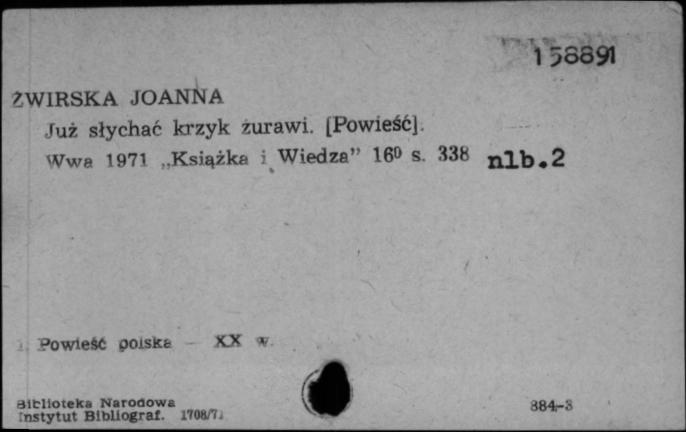 158891
ŻWIRSKA JOANNA
Już słychać krzyk żurawi. [Powieść].
Wwa 1971 „Książka i Wiedza” 16⁰ s. 338 nlb.2
1. Powieść polska – XX w.
Biblioteka Narodowa
Instytut Bibliograf. 1708/71
884-3